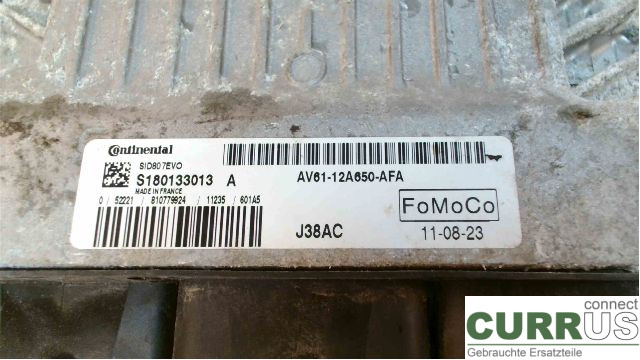 Continental
SID807EVO
S180133013 A
MADE IN FRANCE
0 / 52221 / 810779924 / 11235 / 601A5
AV61-12A650-AFA
FoMoCo
J38AC
11-08-23
connect
CURRUS
Gebrauchte Ersatzteile